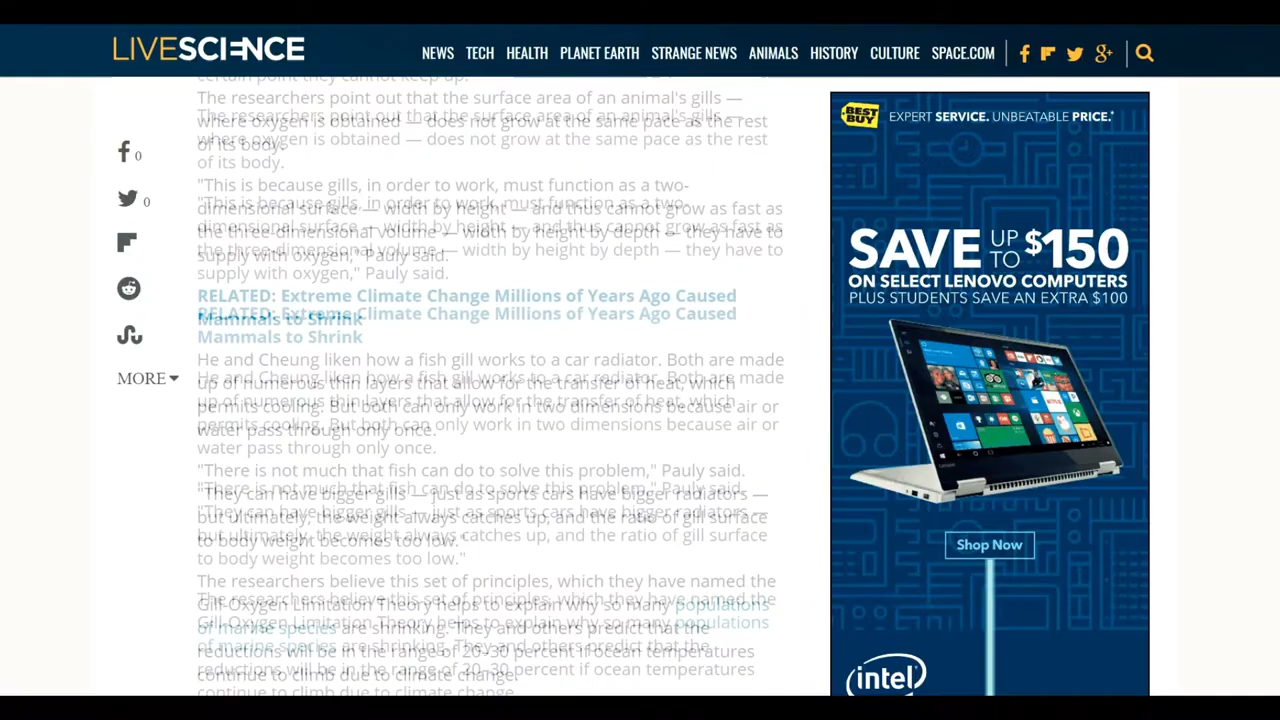 LIVESCIENCE
NEWS TECH HEALTH PLANET EARTH STRANGE NEWS ANIMALS HISTORY CULTURE SPACE.COM
certain point they cannot keep up.
The researchers point out that the surface area of an animal's gills —
where oxygen is obtained — does not grow at the same pace as the rest
of its body.
"This is because gills, in order to work, must function as a two-
dimensional surface — width by height — and thus cannot grow as fast as
the three-dimensional volume — width by height by depth — they have to
supply with oxygen," Pauly said.
RELATED: Extreme Climate Change Millions of Years Ago Caused
Mammals to Shrink
He and Cheung liken how a fish gill works to a car radiator. Both are made
up of numerous thin layers that allow for the transfer of heat, which
permits cooling. But both can only work in two dimensions because air or
water pass through only once.
"There is not much that fish can do to solve this problem," Pauly said.
"They can have bigger gills — just as sports cars have bigger radiators —
but ultimately, the weight always catches up, and the ratio of gill surface
to body weight becomes too low."
The researchers believe this set of principles, which they have named the
Gill-Oxygen Limitation Theory helps to explain why so many populations
of marine species are shrinking. They and others predict that the
reductions will be in the range of 20–30 percent if ocean temperatures
continue to climb due to climate change.
0
0
MORE
BEST BUY
EXPERT SERVICE. UNBEATABLE PRICE.*
SAVE UP TO $150
ON SELECT LENOVO COMPUTERS
PLUS STUDENTS SAVE AN EXTRA $100
Shop Now
intel